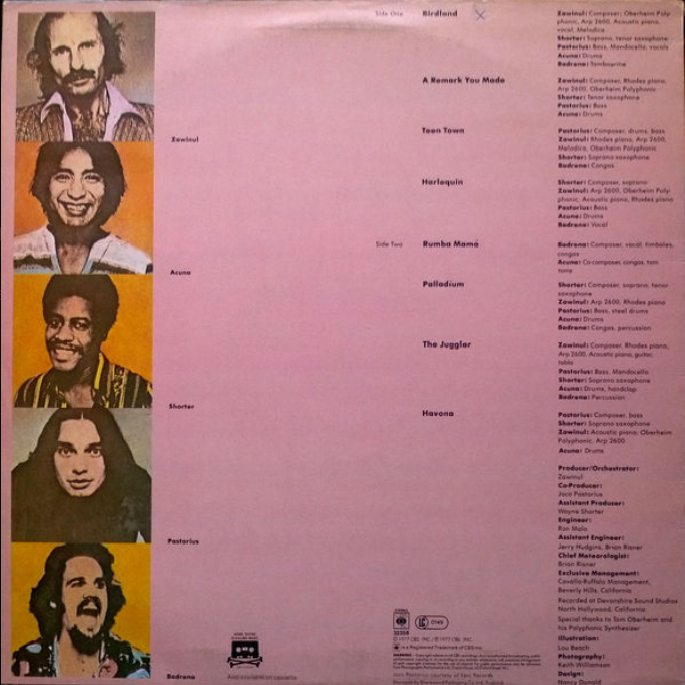 Side One
Birdland
Zawinul: Composer, Oberheim Poly-
phonic, Arp 2600, Acoustic piano,
vocal, Melodica
Shorter: Soprano, tenor saxophone
Pastorius: Bass, Mandocello, vocals
Acuna: Drums
Badrena: Tambourine
A Remark You Made
Zawinul: Composer, Rhodes piano,
Arp 2600, Oberheim Polyphonic
Shorter: Tenor saxophone
Pastorius: Bass
Acuna: Drums
Teen Town
Pastorius: Composer, drums, bass
Zawinul: Rhodes piano, Arp 2600,
Melodica, Oberheim Polyphonic
Shorter: Soprano saxophone
Badrena: Congas
Harlequin
Shorter: Composer, soprano
Zawinul: Arp 2600, Oberheim Poly-
phonic, Acoustic piano, Rhodes piano
Pastorius: Bass
Acuna: Drums
Badrena: Vocal
Side Two
Rumba Mamá
Badrena: Composer, vocal, timbales,
congas
Acuna: Co-composer, congas, tom
toms
Palladium
Shorter: Composer, soprano, tenor
saxophone
Zawinul: Arp 2600, Rhodes piano
Pastorius: Bass, steel drums
Acuna: Drums
Badrena: Congas, percussion
The Juggler
Zawinul: Composer, Rhodes piano,
Arp 2600, Acoustic piano, guitar,
tabla
Pastorius: Bass, Mandocello
Shorter: Soprano saxophone
Acuna: Drums, handclap
Badrena: Percussion
Havona
Pastorius: Composer, bass
Shorter: Soprano saxophone
Zawinul: Acoustic piano, Oberheim
Polyphonic, Arp 2600
Acuna: Drums
Producer/Orchestrator:
Zawinul
Co-Producer:
Jaco Pastorius
Assistant Producer:
Wayne Shorter
Engineer:
Ron Malo
Assistant Engineer:
Jerry Hudgins, Brian Risner
Chief Meteorologist:
Brian Risner
Exclusive Management:
Cavallo-Ruffalo Management,
Beverly Hills, California
Recorded at Devonshire Sound Studios
North Hollywood, California
Special thanks to Tom Oberheim and
his Polyphonic Synthesizer
Illustration:
Lou Beach
Photography:
Keith Williamson
Design:
Nancy Donald
Zawinul
Acuna
Shorter
Pastorius
Badrena
HOME TAPING
IS KILLING MUSIC
Also available on cassette
CBS
LC 0149
© 1977 CBS, INC./ ℗ 1977 CBS, INC.
is a Registered Trademark of CBS Inc.
Jaco Pastorius courtesy of Epic Records